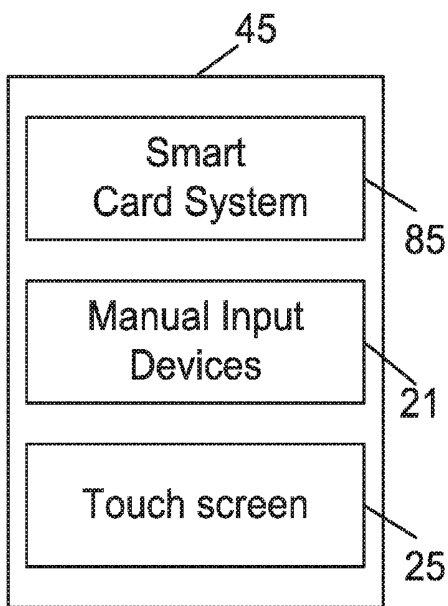 45
Smart
Card System
85
Manual Input
Devices
21
Touch screen
25